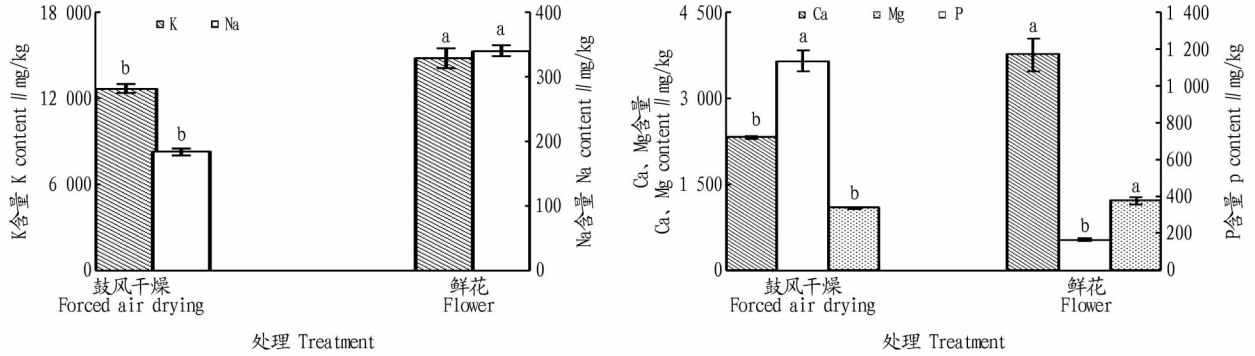 18 000
12 000
6 000
0
K含量 K content∥mg/kg
K
Na
b
b
a
a
400
300
200
100
0
Na含量 Na content∥mg/kg
鼓风干燥
Forced air drying
鲜花
Flower
处理 Treatment
4 500
3 000
1 500
0
Ca、Mg含量
Ca、Mg content∥mg/kg
Ca
Mg
P
b
a
b
a
b
a
1 400
1 200
1 000
800
600
400
200
0
P含量 p content∥mg/kg
鼓风干燥
Forced air drying
鲜花
Flower
处理 Treatment